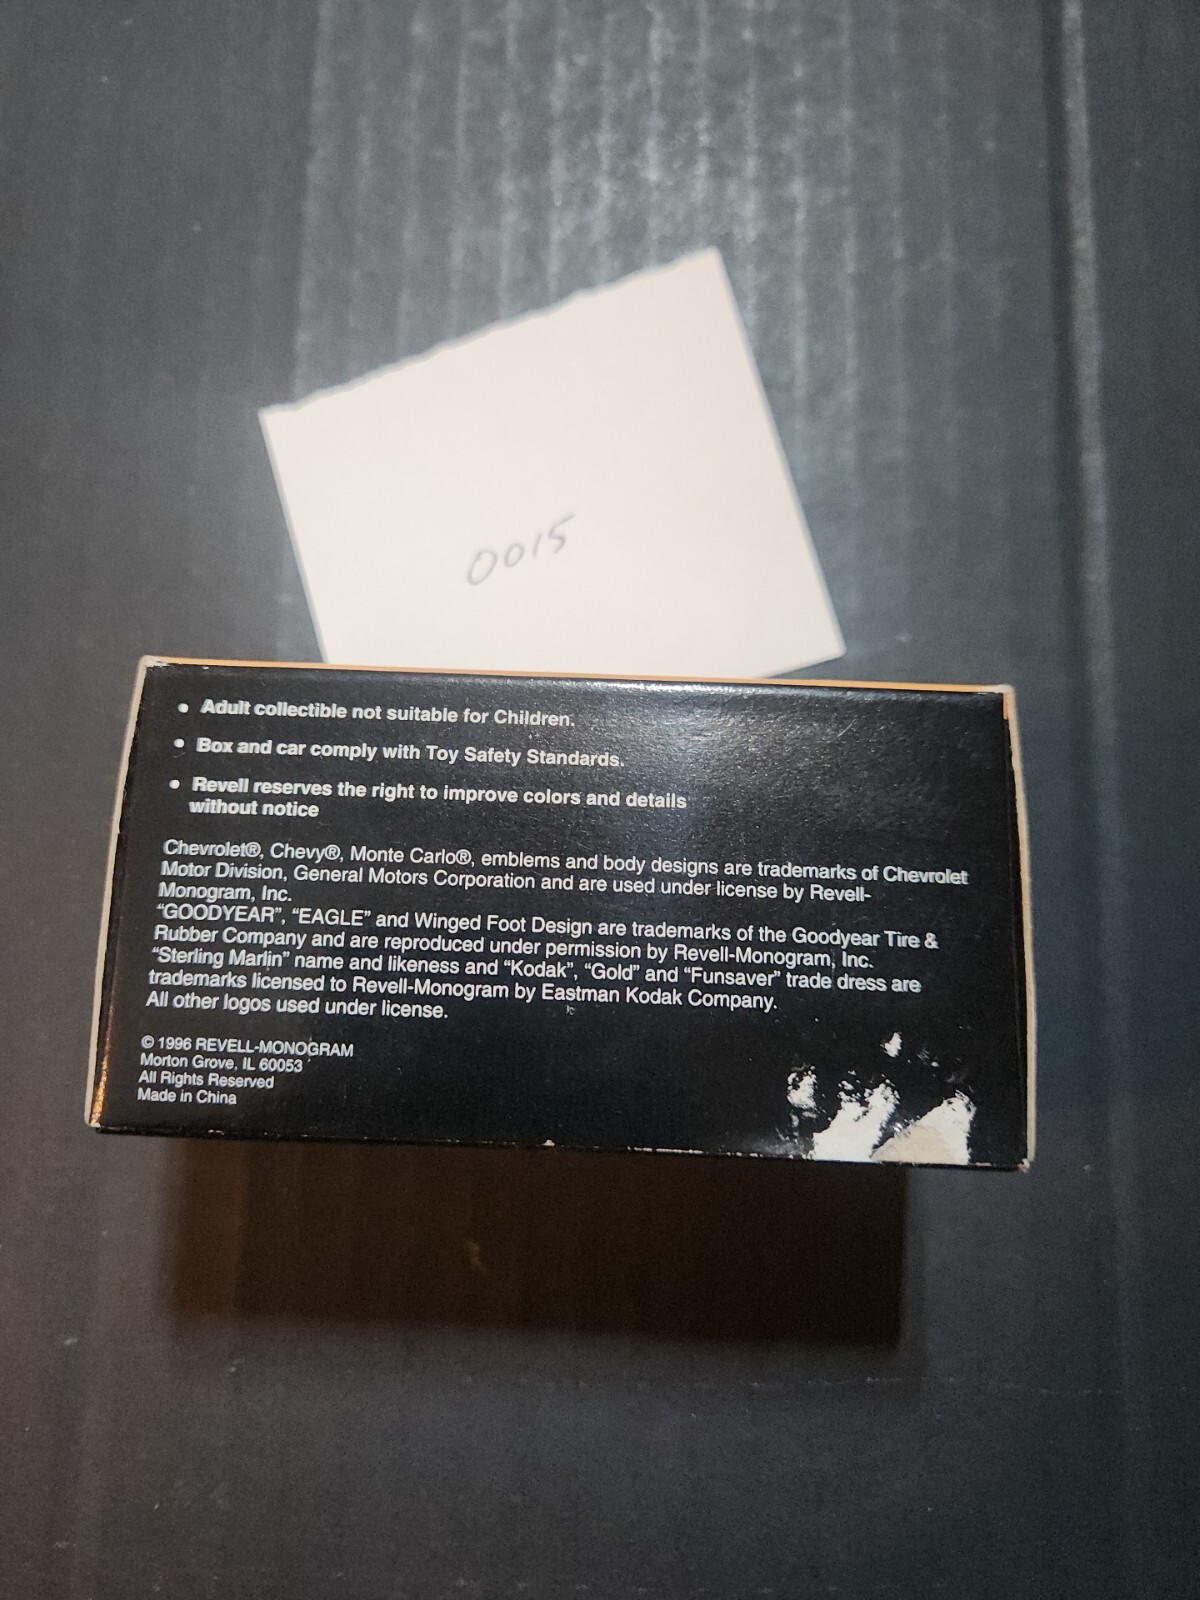 0015
• Adult collectible not suitable for Children.
• Box and car comply with Toy Safety Standards.
• Revell reserves the right to improve colors and details
without notice
Chevrolet®, Chevy®, Monte Carlo®, emblems and body designs are trademarks of Chevrolet
Motor Division, General Motors Corporation and are used under license by Revell-
Monogram, Inc.
“GOODYEAR”, “EAGLE” and Winged Foot Design are trademarks of the Goodyear Tire &
Rubber Company and are reproduced under permission by Revell-Monogram, Inc.
“Sterling Marlin” name and likeness and “Kodak”, “Gold” and “Funsaver” trade dress are
trademarks licensed to Revell-Monogram by Eastman Kodak Company.
All other logos used under license.
© 1996 REVELL-MONOGRAM
Morton Grove, IL 60053
All Rights Reserved
Made in China